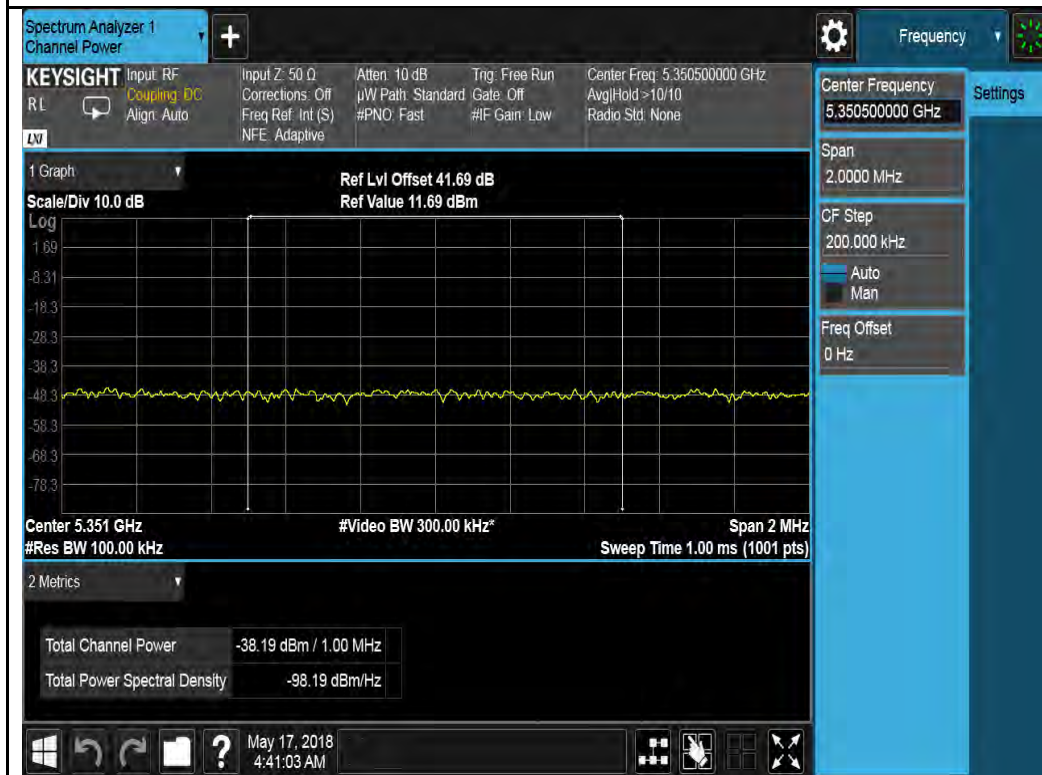 Spectrum Analyzer 1
Channel Power
+
Frequency
KEYSIGHT
RL
LXI
Input: RF
Coupling: DC
Align: Auto
Input Z: 50 Ω
Corrections: Off
Freq Ref: Int (S)
NFE: Adaptive
Atten: 10 dB
µW Path: Standard
#PNO: Fast
Trig: Free Run
Gate: Off
#IF Gain: Low
Center Freq: 5.350500000 GHz
Avg|Hold >10/10
Radio Std: None
Center Frequency
5.350500000 GHz
Settings
Span
2.0000 MHz
CF Step
200.000 kHz
Auto
Man
Freq Offset
0 Hz
1 Graph
Scale/Div 10.0 dB
Ref Lvl Offset 41.69 dB
Ref Value 11.69 dBm
Log
1.69
-8.31
-18.3
-28.3
-38.3
-48.3
-58.3
-68.3
-78.3
Center 5.351 GHz
#Video BW 300.00 kHz*
Span 2 MHz
#Res BW 100.00 kHz
Sweep Time 1.00 ms (1001 pts)
2 Metrics
Total Channel Power -38.19 dBm / 1.00 MHz
Total Power Spectral Density -98.19 dBm/Hz
?
May 17, 2018
4:41:03 AM